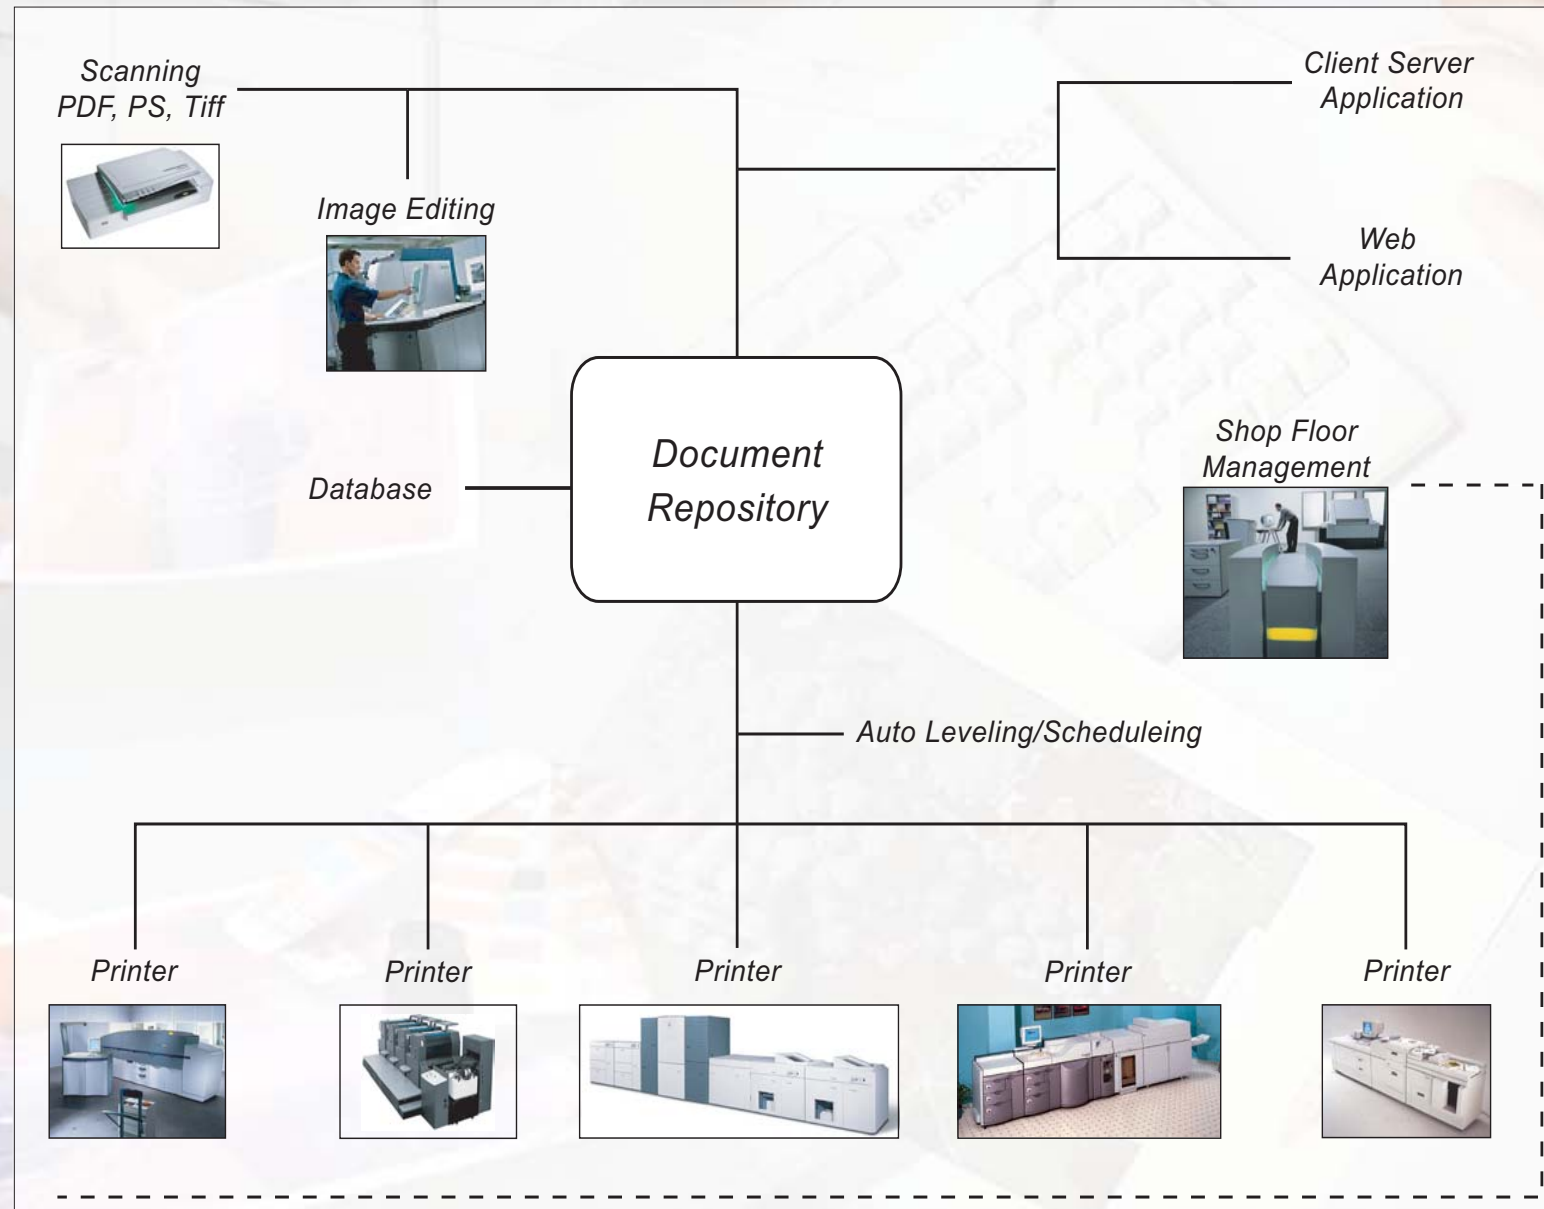 Scanning
PDF, PS, Tiff
Client Server
Application
Image Editing
Web
Application
NEXPRESS
Document
Repository
Database
Shop Floor
Management
Auto Leveling/Scheduleing
Printer
Printer
Printer
Printer
Printer